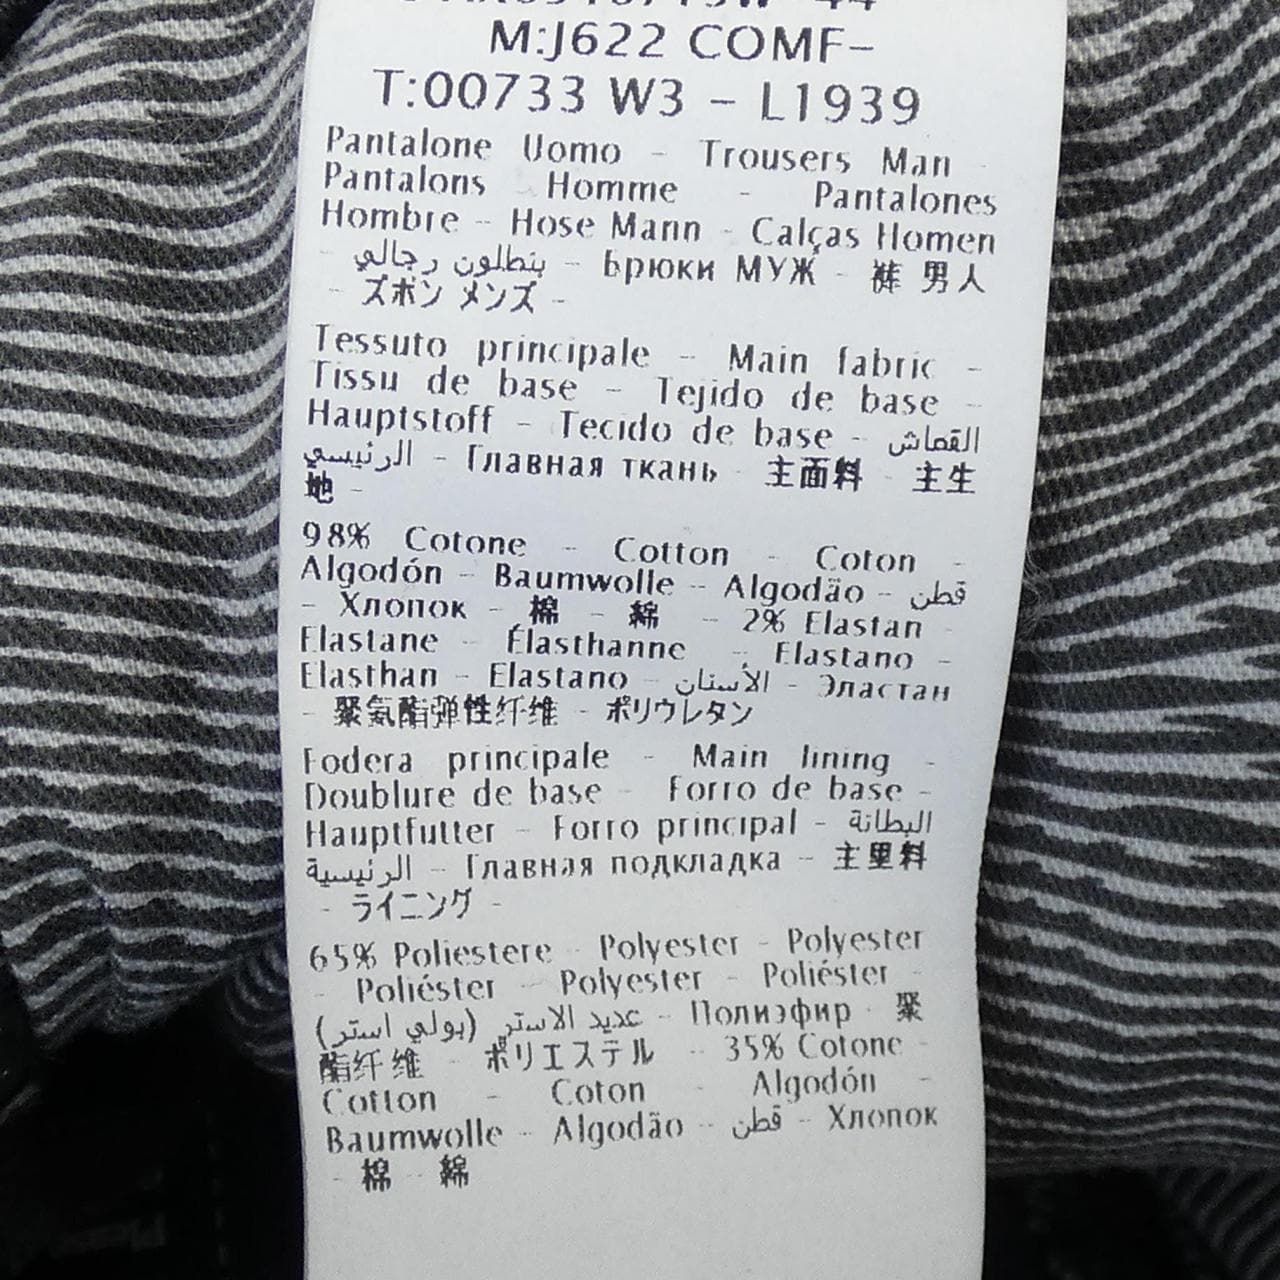 M:J622 COMF-
T:00733 W3 - L1939
Pantalone Uomo - Trousers Man -
Pantalons Homme - Pantalones
Hombre - Hose Mann - Calças Homen
- بنطلون رجالي - Брюки МУЖ - 裤 男人
- ズボン メンズ -
Tessuto principale - Main fabric -
Tissu de base - Tejido de base -
Hauptstoff - Tecido de base - القماش
الرئيسي - Главная ткань - 主面料 - 主生
地 -
98% Cotone - Cotton - Coton -
Algodón - Baumwolle - Algodão - قطن
- Хлопок - 棉 - 綿 - 2% Elastan -
Elastane - Élasthanne - Elastano -
Elasthan - Elastano - الأستان - Эластан
- 聚氨酯弹性纤维 - ポリウレタン
Fodera principale - Main lining -
Doublure de base - Forro de base -
Hauptfutter - Forro principal - البطانة
الرئيسية - Главная подкладка - 主里料
- ライニング -
65% Poliestere - Polyester - Polyester
- Poliéster - Polyester - Poliéster -
عديد الاستر (بولي استر) - Полиэфир - 聚
酯纤维 - ポリエステル - 35% Cotone -
Cotton - Coton - Algodón -
Baumwolle - Algodão - قطن - Хлопок
- 棉 - 綿